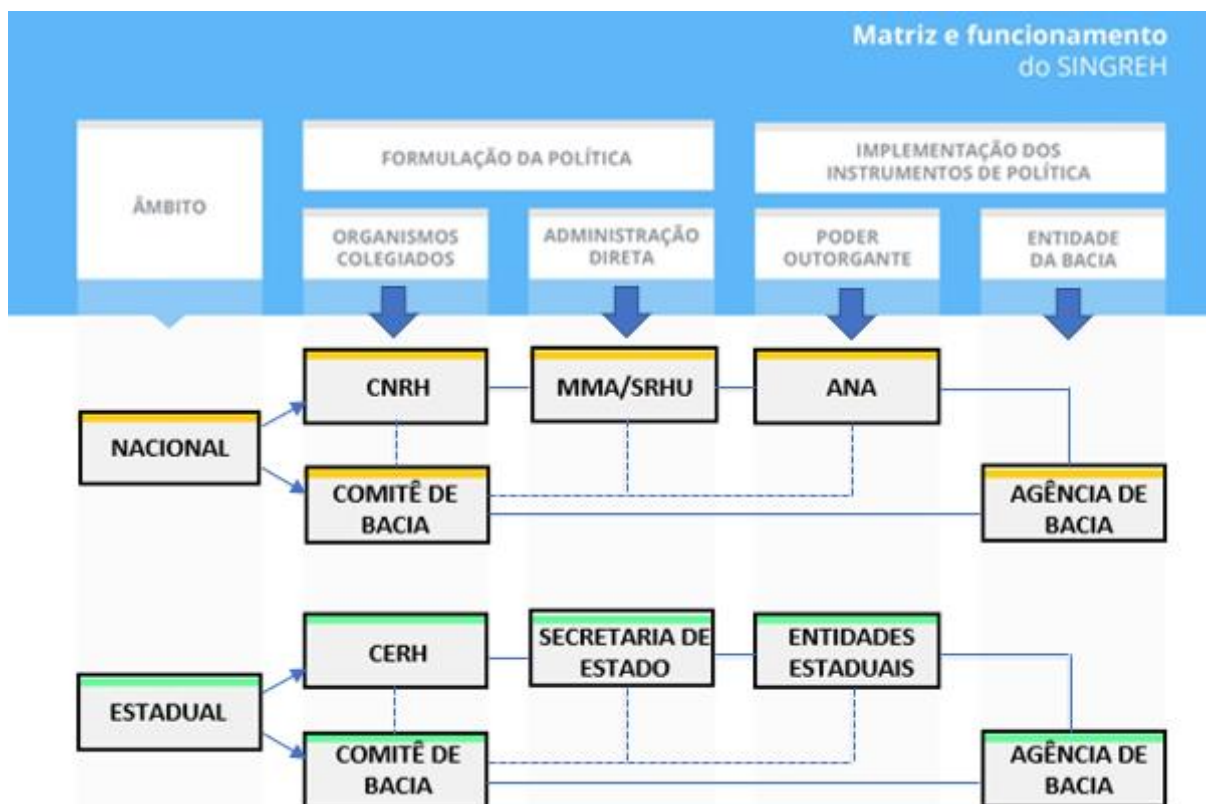 Matriz e funcionamento
do SINGREH
ÂMBITO
FORMULAÇÃO DA POLÍTICA
IMPLEMENTAÇÃO DOS
INSTRUMENTOS DE POLÍTICA
ORGANISMOS
COLEGIADOS
ADMINISTRAÇÃO
DIRETA
PODER
OUTORGANTE
ENTIDADE
DA BACIA
NACIONAL
CNRH
MMA/SRHU
ANA
COMITÊ DE
BACIA
AGÊNCIA DE
BACIA
ESTADUAL
CERH
SECRETARIA DE
ESTADO
ENTIDADES
ESTADUAIS
COMITÊ DE
BACIA
AGÊNCIA DE
BACIA